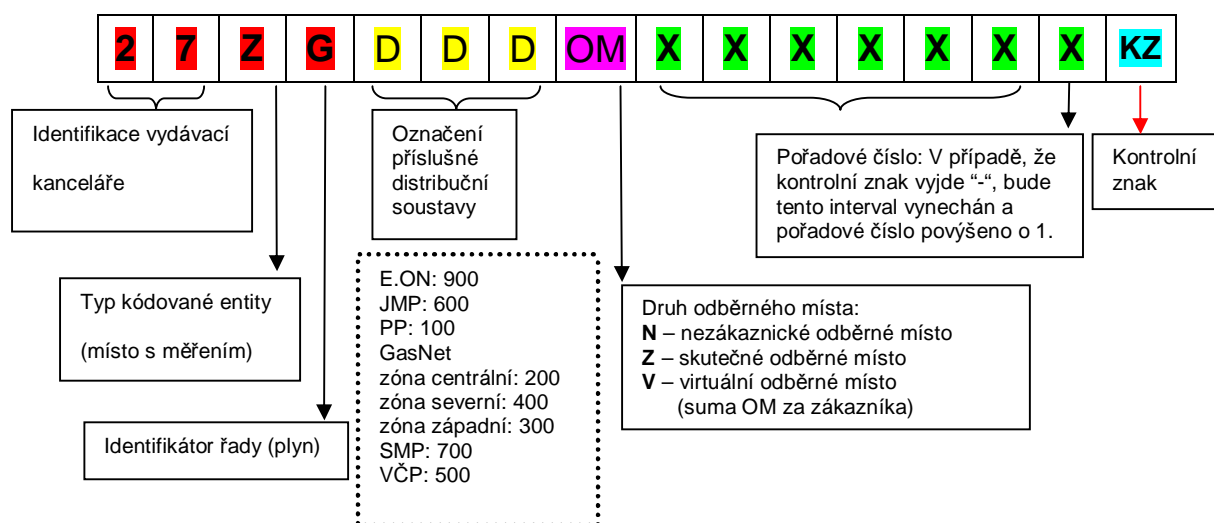 2 7 Z G D D D OM X X X X X X X KZ
Identifikace vydávací
kanceláře
Označení
příslušné
distribuční
soustavy
Pořadové číslo: V případě, že
kontrolní znak vyjde “-“, bude
tento interval vynechán a
pořadové číslo povýšeno o 1.
Kontrolní
znak
Typ kódované entity
(místo s měřením)
E.ON: 900
JMP: 600
PP: 100
GasNet
zóna centrální: 200
zóna severní: 400
zóna západní: 300
SMP: 700
VČP: 500
Druh odběrného místa:
N – nezákaznické odběrné místo
Z – skutečné odběrné místo
V – virtuální odběrné místo
(suma OM za zákazníka)
Identifikátor řady (plyn)